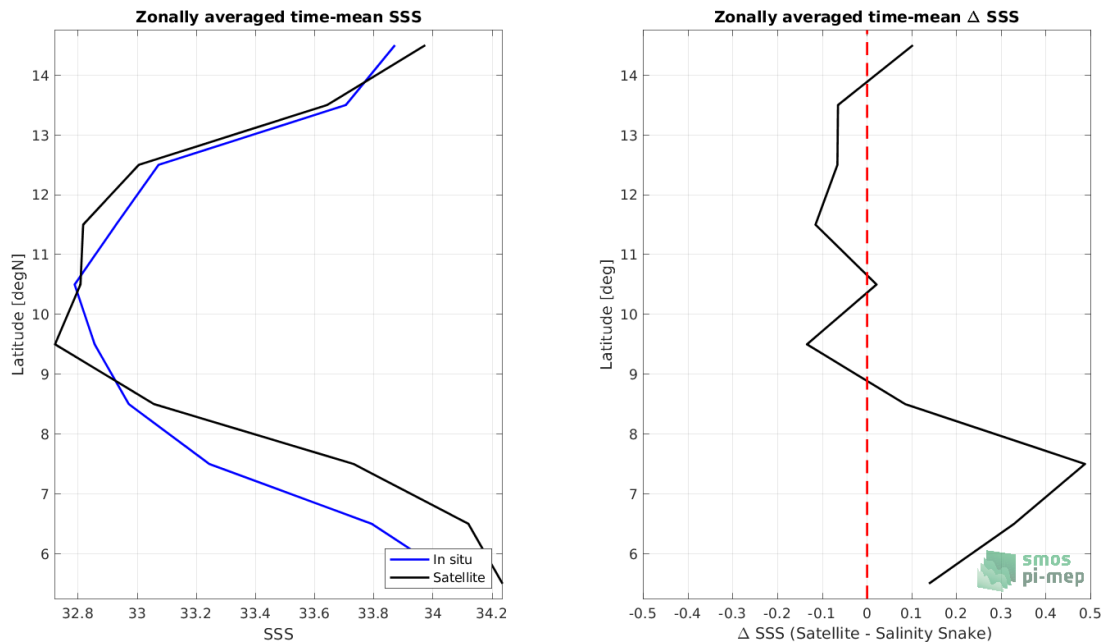 Zonally averaged time-mean SSS
14
13
12
11
10
9
8
7
6
Latitude [degN]
In situ
Satellite
32.8 33 33.2 33.4 33.6 33.8 34 34.2
SSS
Zonally averaged time-mean Δ SSS
14
13
12
11
10
9
8
7
6
Latitude [deg]
smos
pi-mep
-0.5 -0.4 -0.3 -0.2 -0.1 0 0.1 0.2 0.3 0.4 0.5
Δ SSS (Satellite - Salinity Snake)